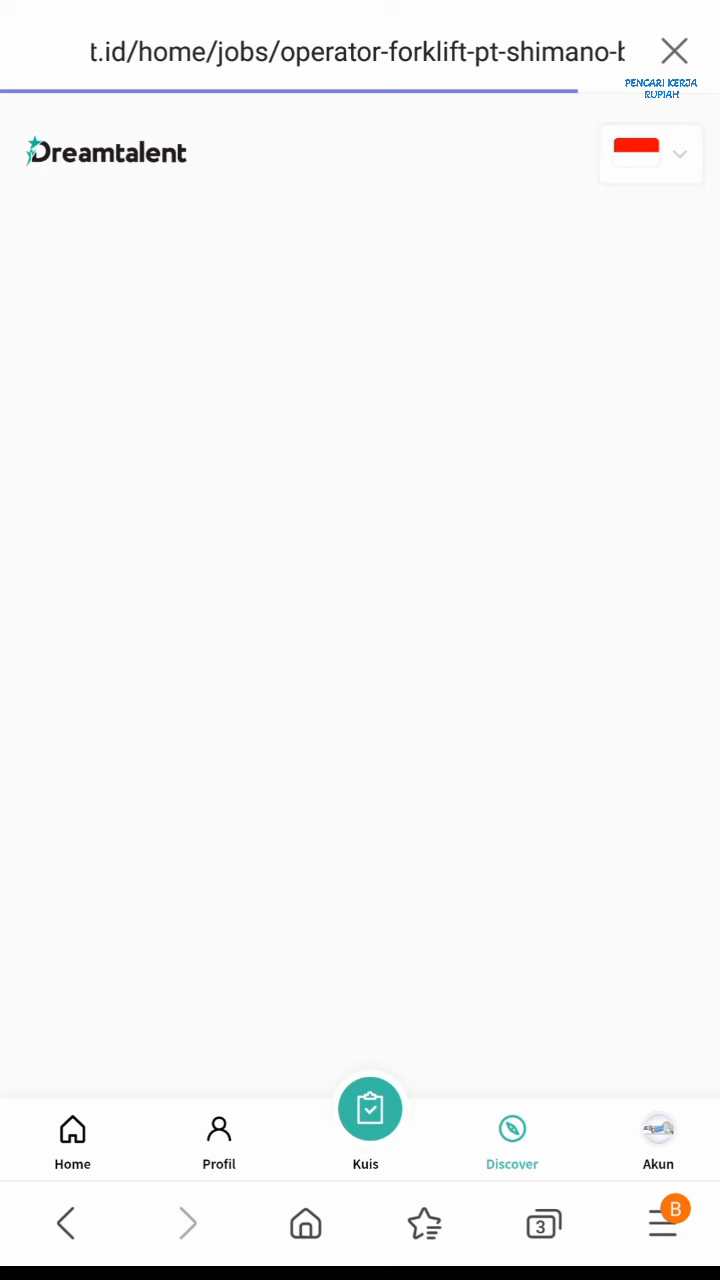 t.id/home/jobs/operator-forklift-pt-shimano-b
PENCARI KERJA
RUPIAH
Dreamtalent
Home
Profil
Kuis
Discover
Akun
3
B